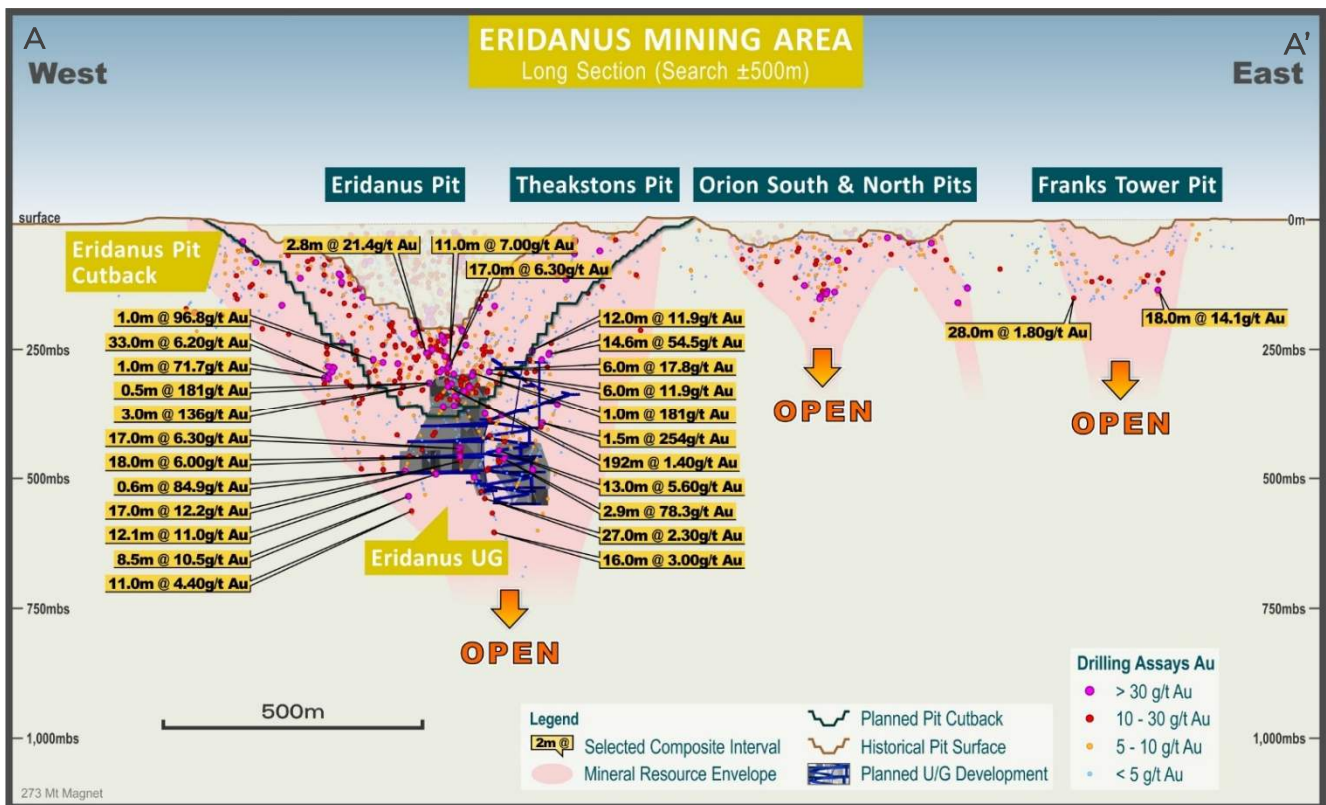 A
West
ERIDANUS MINING AREA
Long Section (Search ±500m)
A'
East
Eridanus Pit
Theakstons Pit
Orion South & North Pits
Franks Tower Pit
surface
0m
Eridanus Pit
Cutback
2.8m @ 21.4g/t Au
11.0m @ 7.00g/t Au
17.0m @ 6.30g/t Au
1.0m @ 96.8g/t Au
33.0m @ 6.20g/t Au
1.0m @ 71.7g/t Au
0.5m @ 181g/t Au
3.0m @ 136g/t Au
17.0m @ 6.30g/t Au
18.0m @ 6.00g/t Au
0.6m @ 84.9g/t Au
17.0m @ 12.2g/t Au
12.1m @ 11.0g/t Au
8.5m @ 10.5g/t Au
11.0m @ 4.40g/t Au
12.0m @ 11.9g/t Au
14.6m @ 54.5g/t Au
6.0m @ 17.8g/t Au
6.0m @ 11.9g/t Au
1.0m @ 181g/t Au
1.5m @ 254g/t Au
192m @ 1.40g/t Au
13.0m @ 5.60g/t Au
2.9m @ 78.3g/t Au
27.0m @ 2.30g/t Au
16.0m @ 3.00g/t Au
28.0m @ 1.80g/t Au
18.0m @ 14.1g/t Au
250mbs
250mbs
OPEN
OPEN
500mbs
500mbs
Eridanus UG
750mbs
750mbs
OPEN
500m
1,000mbs
1,000mbs
Legend
2m @
Selected Composite Interval
Mineral Resource Envelope
Planned Pit Cutback
Historical Pit Surface
Planned U/G Development
Drilling Assays Au
> 30 g/t Au
10 - 30 g/t Au
5 - 10 g/t Au
< 5 g/t Au
273 Mt Magnet